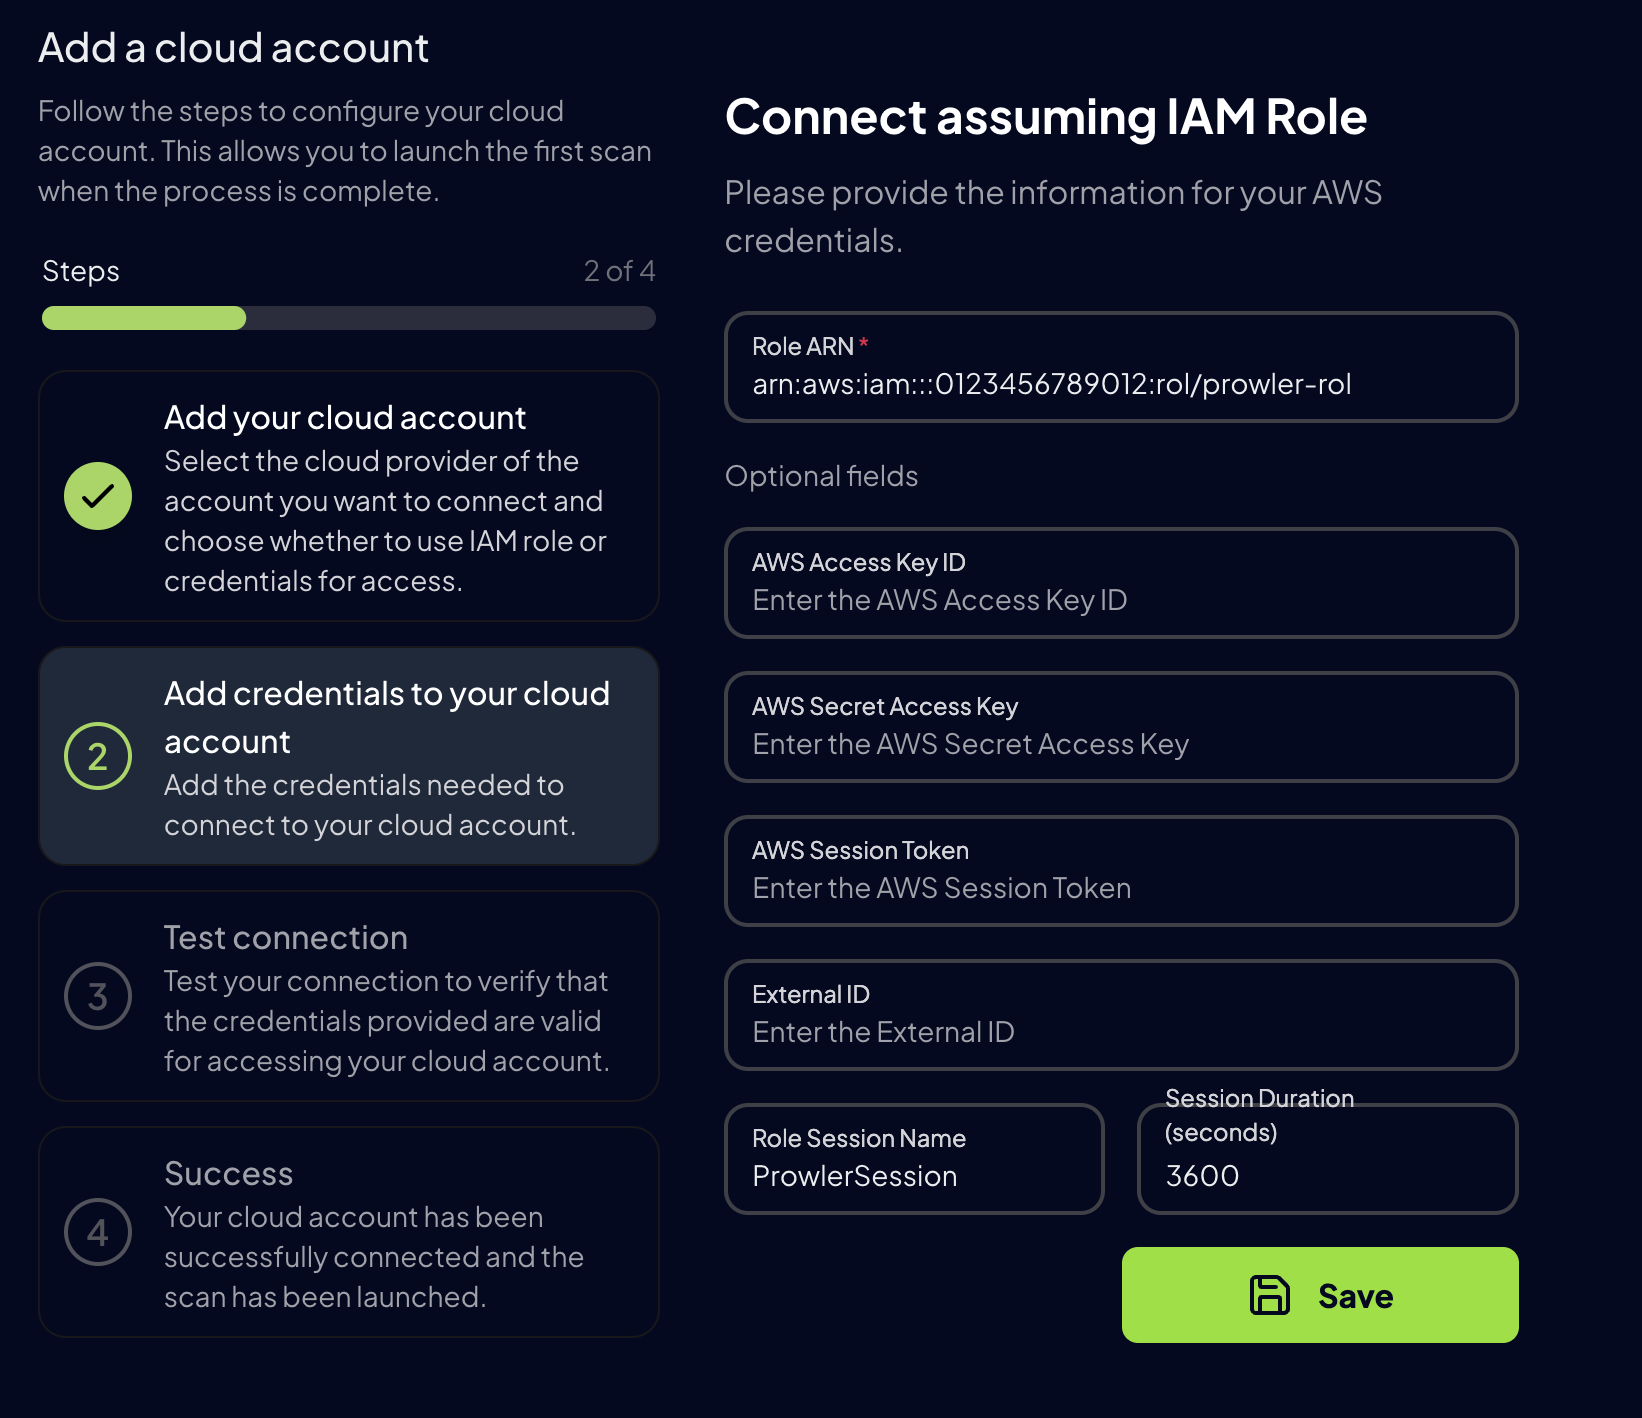 Add a cloud account
Follow the steps to configure your cloud
account. This allows you to launch the first scan
when the process is complete.
Steps
2 of 4
Add your cloud account
Select the cloud provider of the
account you want to connect and
choose whether to use IAM role or
credentials for access.
2
Add credentials to your cloud
account
Add the credentials needed to
connect to your cloud account.
3
Test connection
Test your connection to verify that
the credentials provided are valid
for accessing your cloud account.
4
Success
Your cloud account has been
successfully connected and the
scan has been launched.
Connect assuming IAM Role
Please provide the information for your AWS
credentials.
Role ARN *
arn:aws:iam:::0123456789012:rol/prowler-rol
Optional fields
AWS Access Key ID
Enter the AWS Access Key ID
AWS Secret Access Key
Enter the AWS Secret Access Key
AWS Session Token
Enter the AWS Session Token
External ID
Enter the External ID
Role Session Name
ProwlerSession
Session Duration
(seconds)
3600
Save